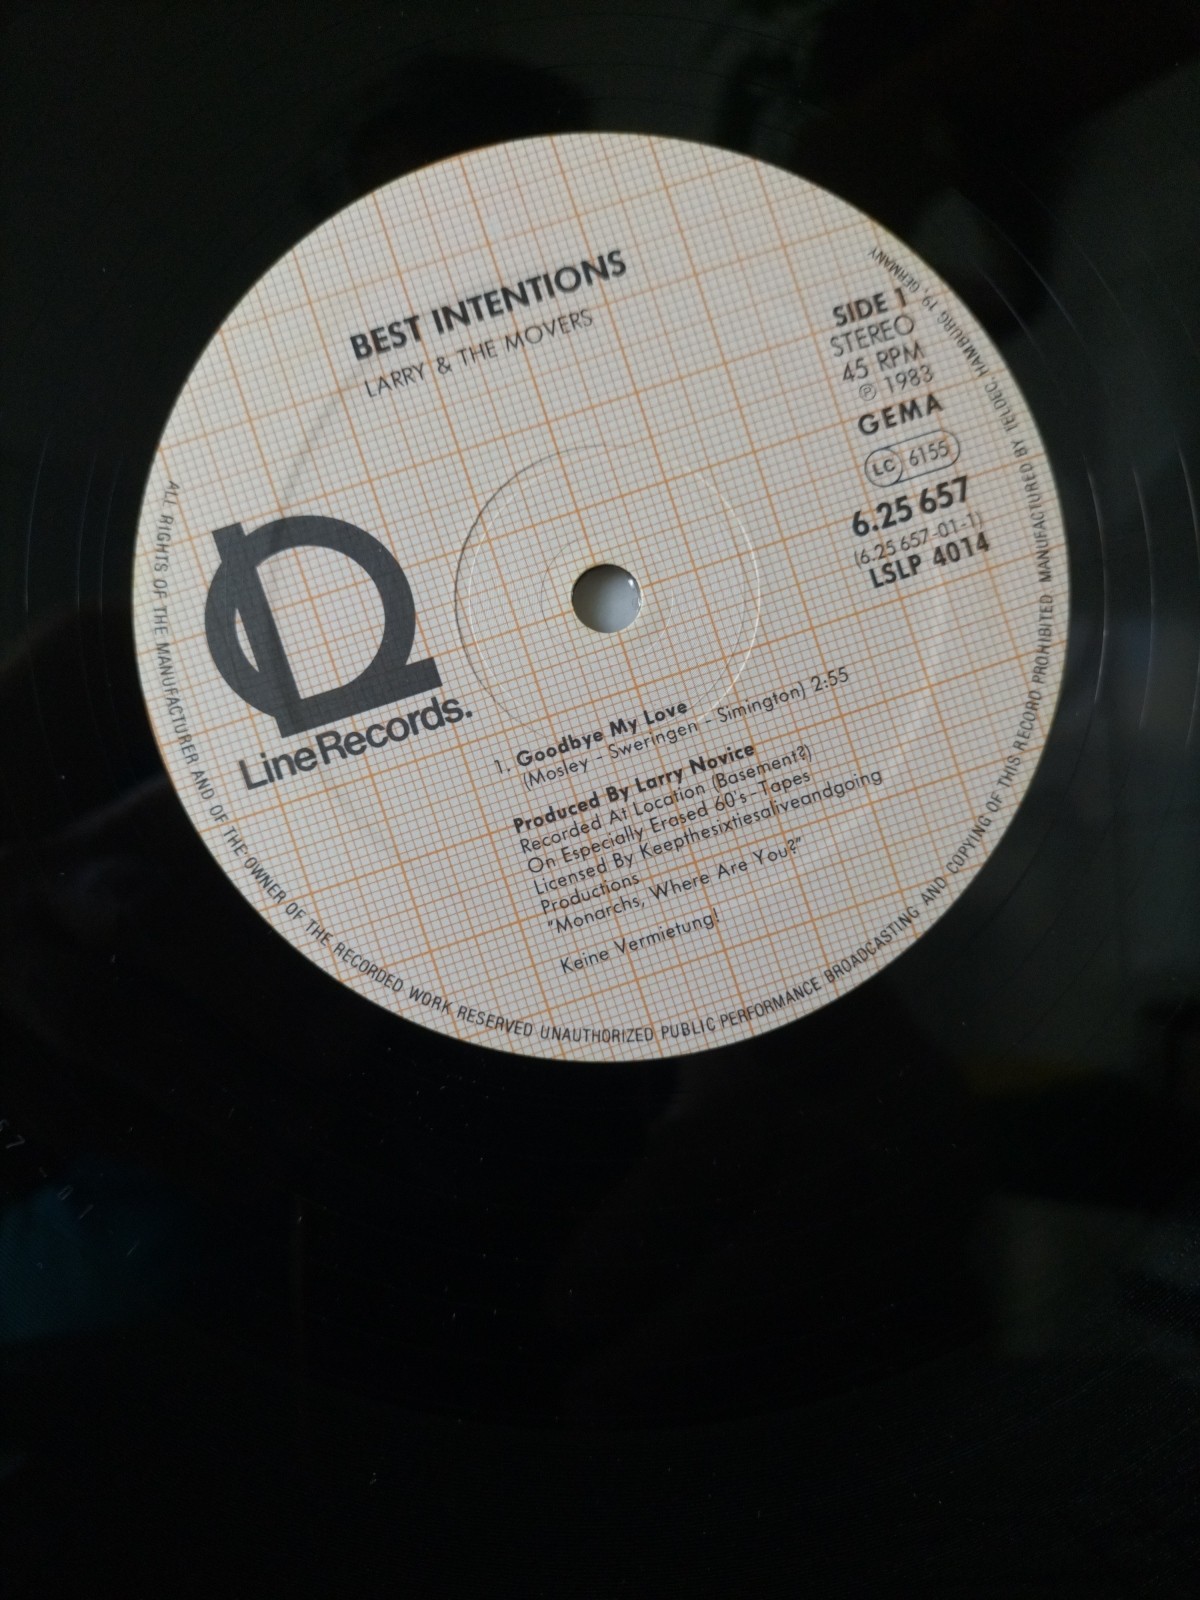 BEST INTENTIONS
LARRY & THE MOVERS
SIDE 1
STEREO
45 RPM
℗ 1983
GEMA
LC 6155
6.25 657
(6.25 657-01-1)
LSLP 4014
LineRecords.
1. Goodbye My Love
(Mosley - Sweringen - Simington) 2:55
Produced By Larry Novice
Recorded At Location (Basement?)
On Especially Erased 60's-Tapes
Licensed By Keepthesixtiesaliveandgoing
Productions
"Monarchs, Where Are You?"
Keine Vermietung!
ALL RIGHTS OF THE MANUFACTURER AND OF THE OWNER OF THE RECORDED WORK RESERVED UNAUTHORIZED PUBLIC PERFORMANCE BROADCASTING AND COPYING OF THIS RECORD PROHIBITED MANUFACTURED BY TELDEC, HAMBURG 19, GERMANY